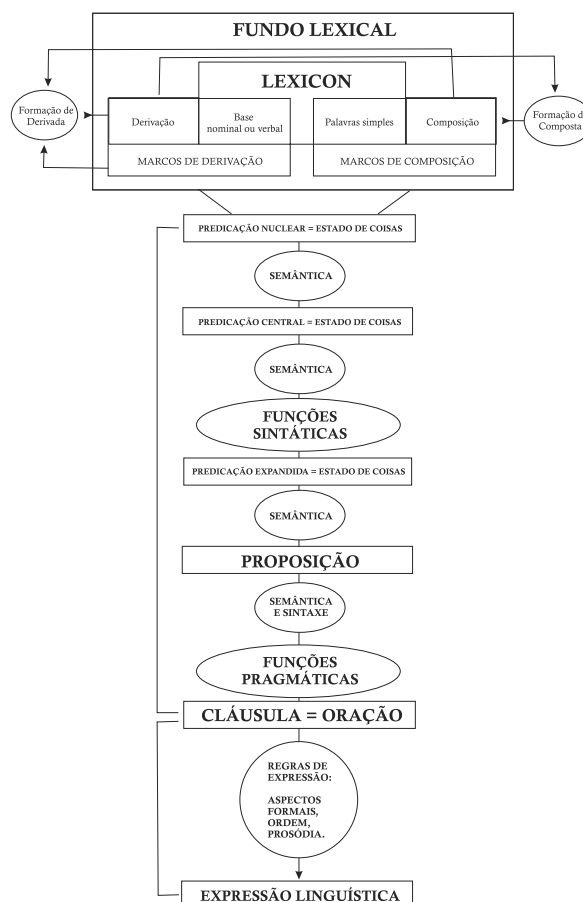 FUNDO LEXICAL
LEXICON
Formação de
Derivada
Derivação
Base
nominal ou verbal
Palavras simples
Composição
Formação d
Composta
MARCOS DE DERIVAÇÃO
MARCOS DE COMPOSIÇÃO
PREDICAÇÃO NUCLEAR = ESTADO DE COISAS
SEMÂNTICA
PREDICAÇÃO CENTRAL = ESTADO DE COISAS
SEMÂNTICA
FUNÇÕES
SINTÁTICAS
PREDICAÇÃO EXPANDIDA = ESTADO DE COISAS
SEMÂNTICA
PROPOSIÇÃO
SEMÂNTICA
E SINTAXE
FUNÇÕES
PRAGMÁTICAS
CLÁUSULA = ORAÇÃO
REGRAS DE
EXPRESSÃO:
ASPECTOS
FORMAIS,
ORDEM,
PROSÓDIA.
EXPRESSÃO LINGUÍSTICA